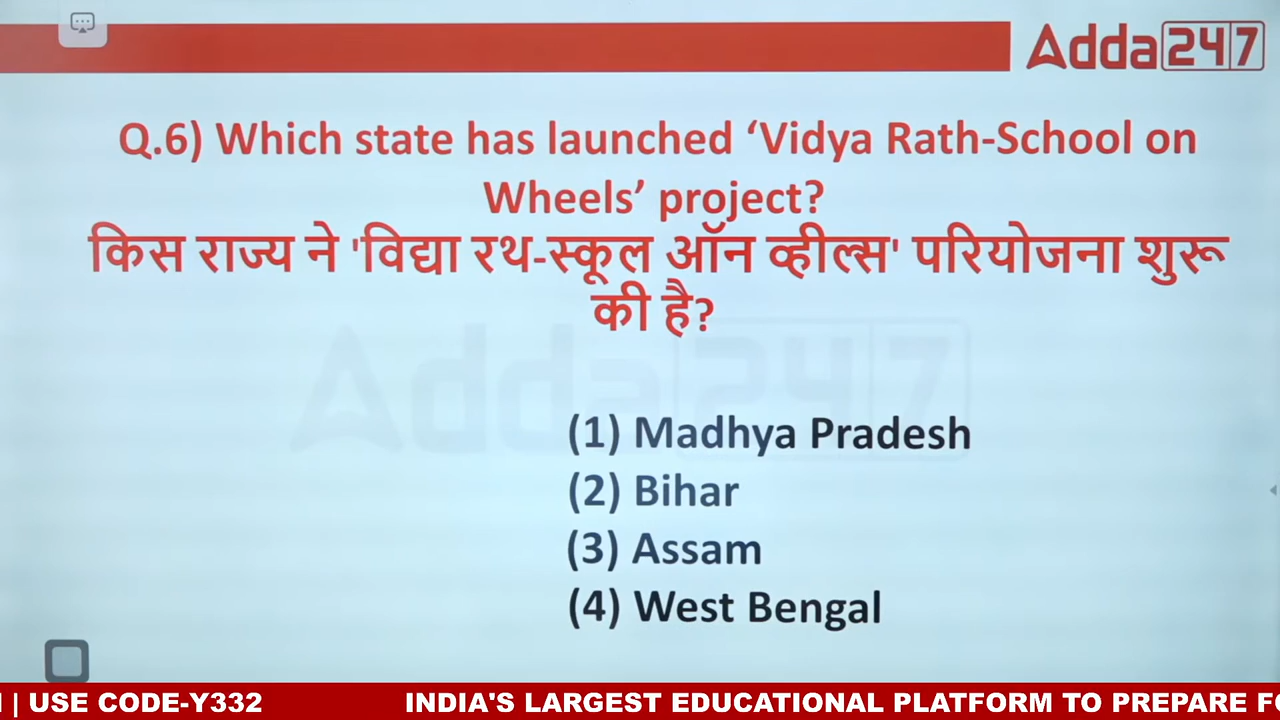 Adda247
Q.6) Which state has launched ‘Vidya Rath-School on
Wheels’ project?
किस राज्य ने 'विद्या रथ-स्कूल ऑन व्हील्स' परियोजना शुरू
की है?
Adda247
(1) Madhya Pradesh
(2) Bihar
(3) Assam
(4) West Bengal
| USE CODE-Y332 INDIA'S LARGEST EDUCATIONAL PLATFORM TO PREPARE